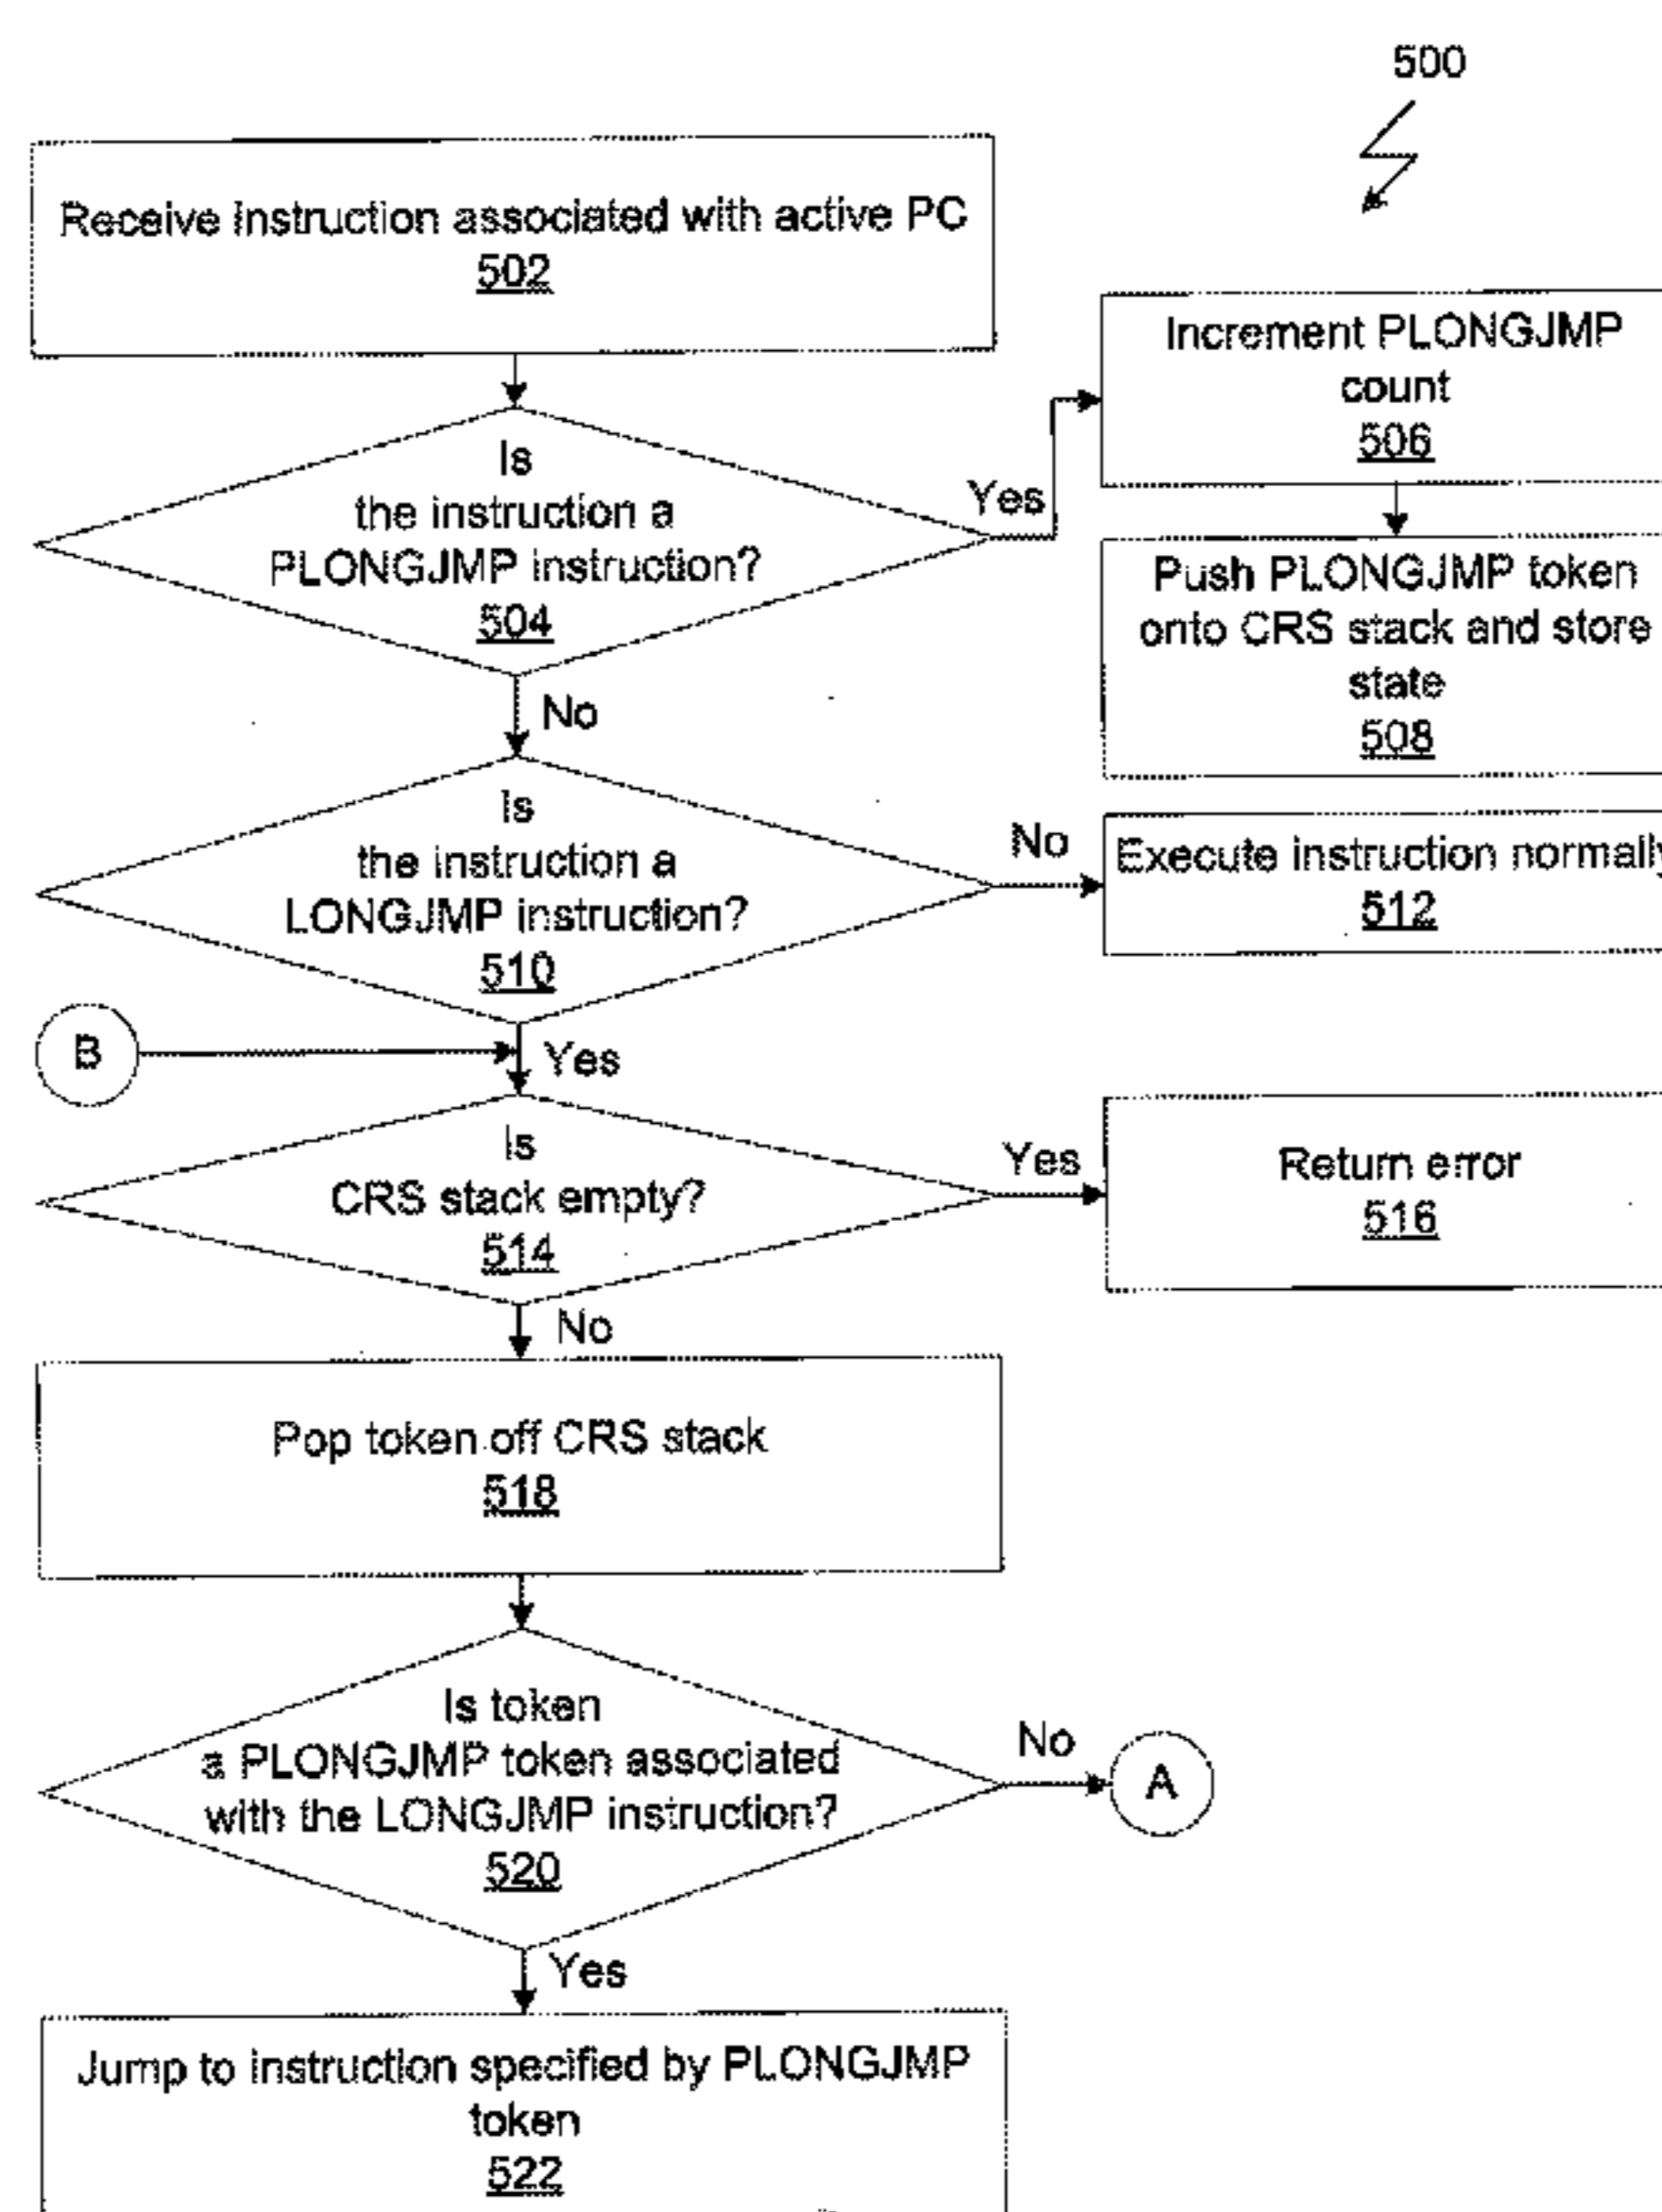 500
Receive instruction associated with active PC
502
Increment PLONGJMP
count
506
Is
the instruction a
PLONGJMP instruction?
504
Yes
Push PLONGJMP token
onto CRS stack and store
state
508
No
Is
the instruction a
LONGJMP instruction?
510
No
Execute instruction normally
512
B
Yes
Is
CRS stack empty?
514
Yes
Return error
516
No
Pop token off CRS stack
518
Is token
a PLONGJMP token associated
with the LONGJMP instruction?
520
No
A
Yes
Jump to instruction specified by PLONGJMP
token
522